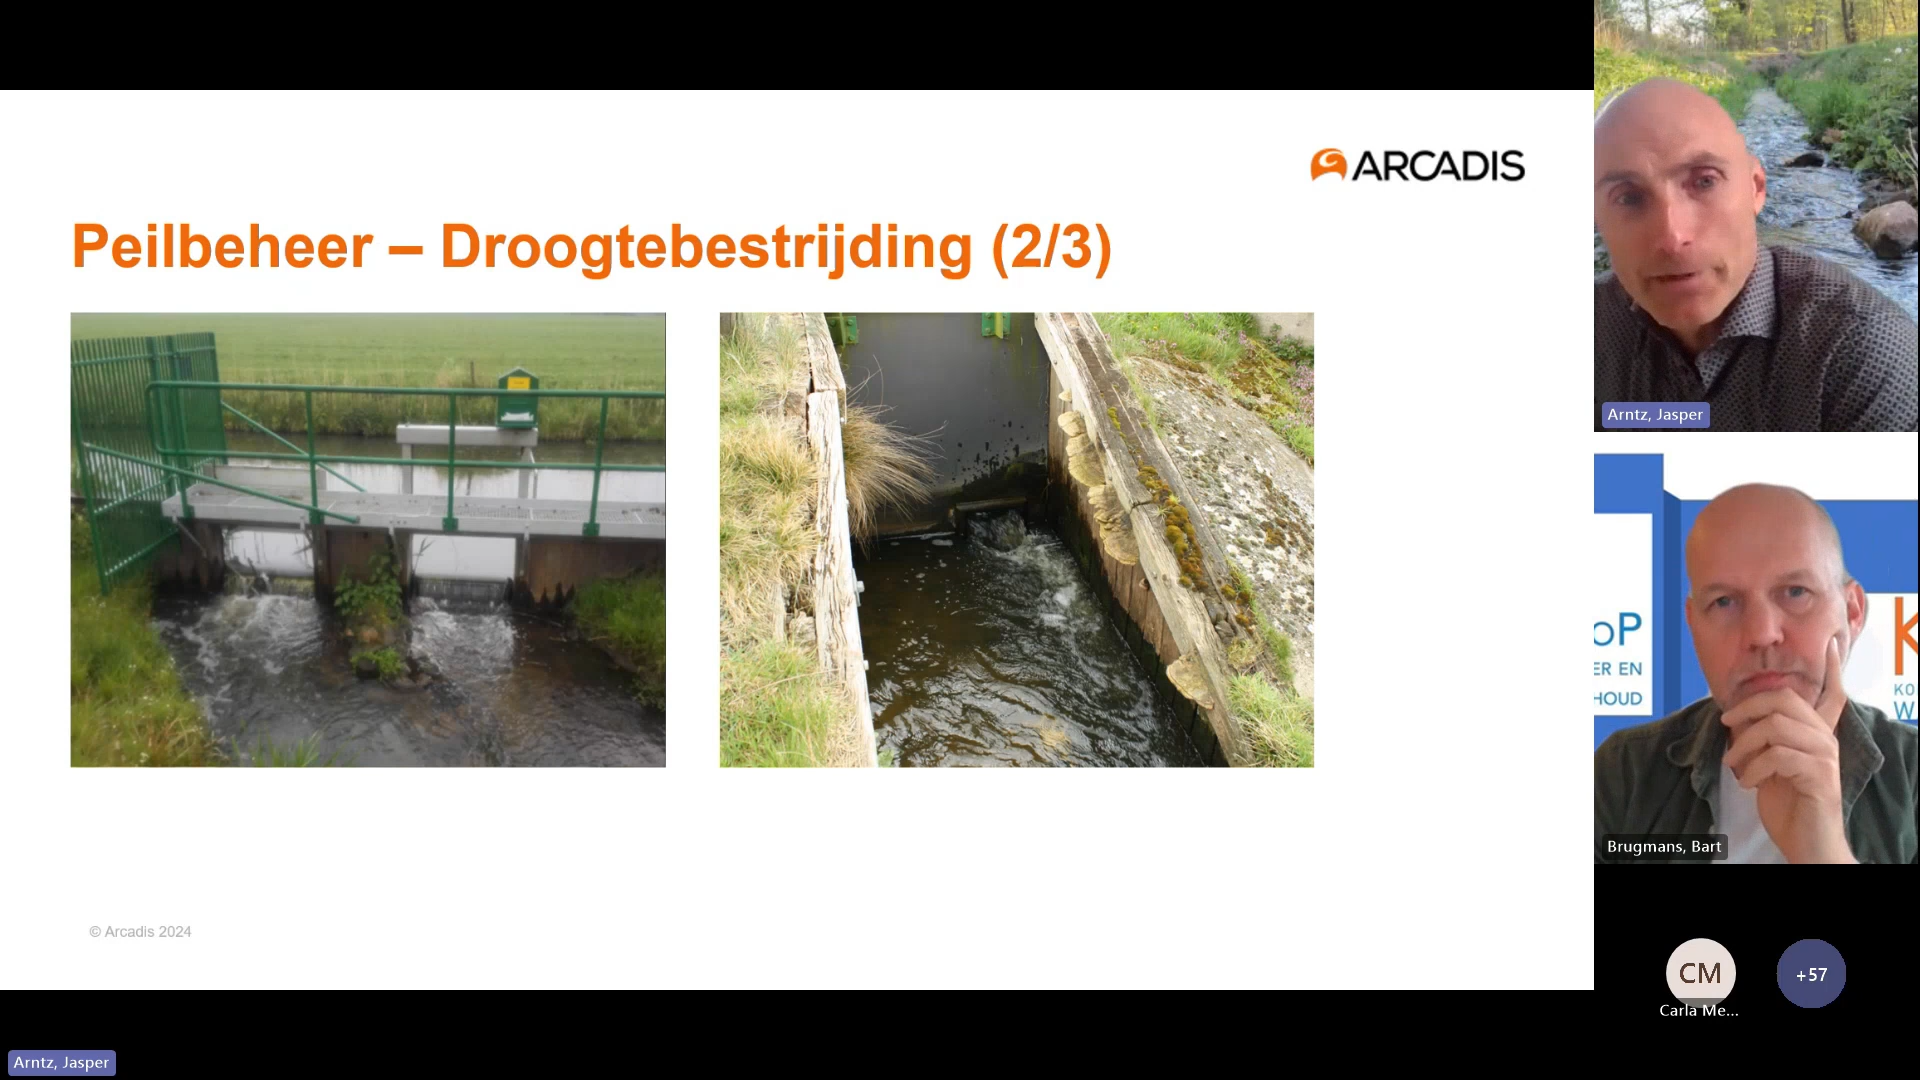 ARCADIS
Peilbeheer – Droogtebestrijding (2/3)
© Arcadis 2024
Arntz, Jasper
oP
ER EN
HOUD
K
KO
W
Brugmans, Bart
CM
+57
Carla Me...
Arntz, Jasper